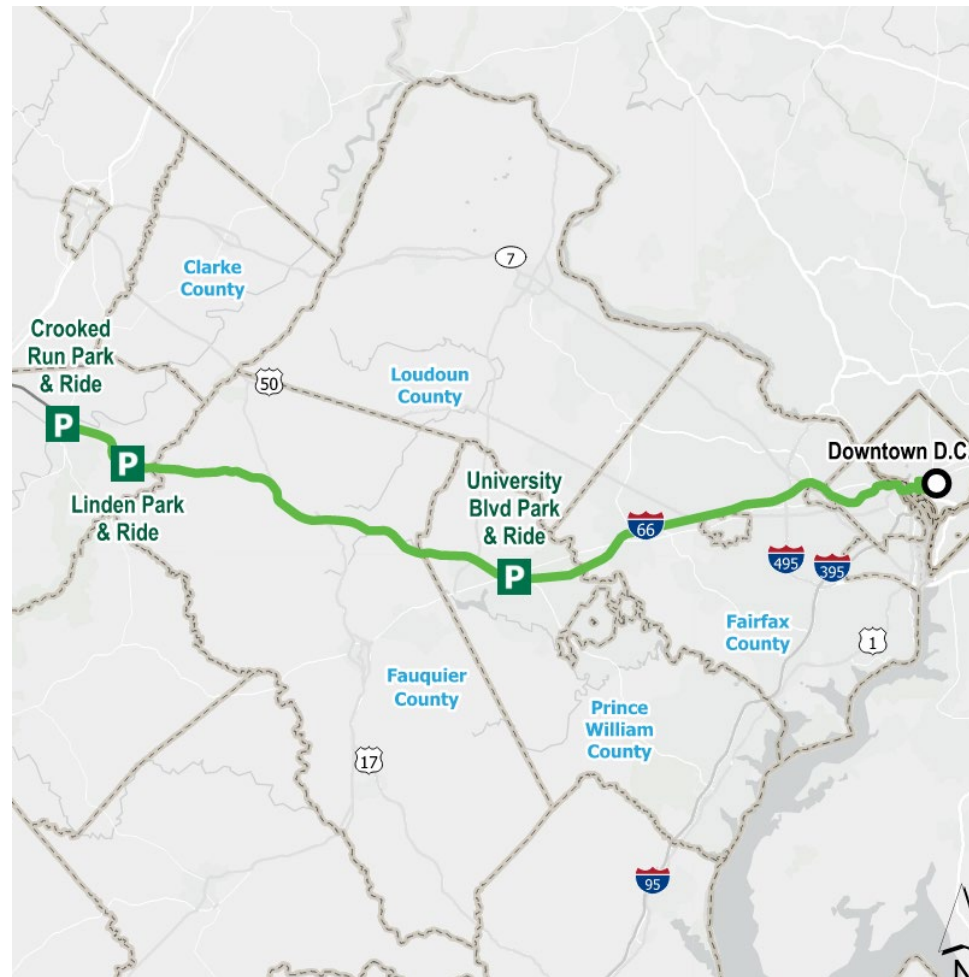 Clarke
County
7
Crooked
Run Park
& Ride
50
Loudoun
County
P
P
Linden Park
& Ride
University
Blvd Park
& Ride
P
Downtown D.C.
66
495
395
Fairfax
County
1
Fauquier
County
Prince
William
County
17
95
N